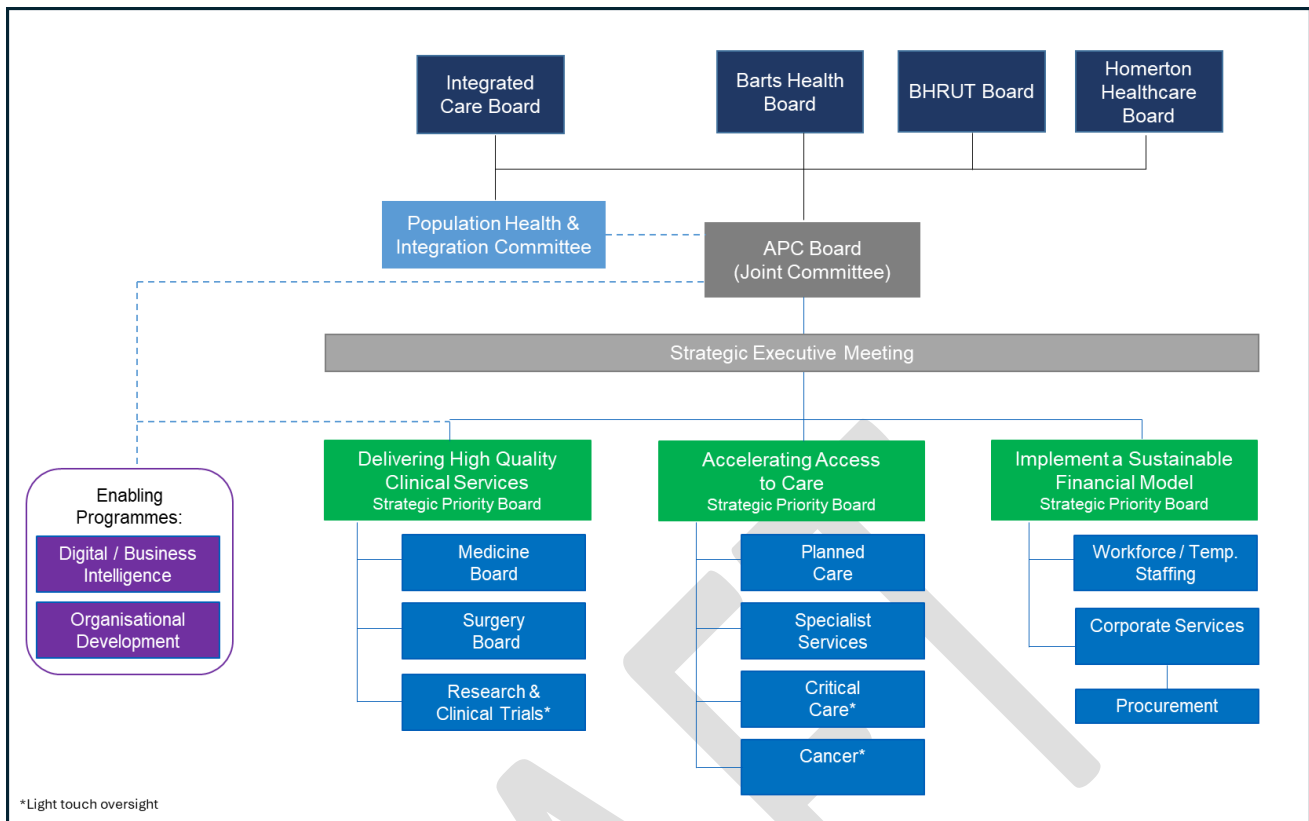 Integrated
Care Board
Barts Health
Board
BHRUT Board
Homerton
Healthcare
Board
Population Health &
Integration Committee
APC Board
(Joint Committee)
Strategic Executive Meeting
Delivering High Quality
Clinical Services
Strategic Priority Board
Accelerating Access
to Care
Strategic Priority Board
Implement a Sustainable
Financial Model
Strategic Priority Board
Enabling
Programmes:
Digital / Business
Intelligence
Organisational
Development
Medicine
Board
Surgery
Board
Research &
Clinical Trials*
Planned
Care
Specialist
Services
Critical
Care*
Cancer*
Workforce / Temp.
Staffing
Corporate Services
Procurement
*Light touch oversight